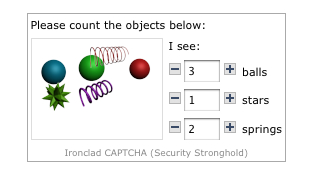 Please count the objects below:
I see:
3 balls
1 stars
2 springs
Ironclad CAPTCHA (Security Stronghold)